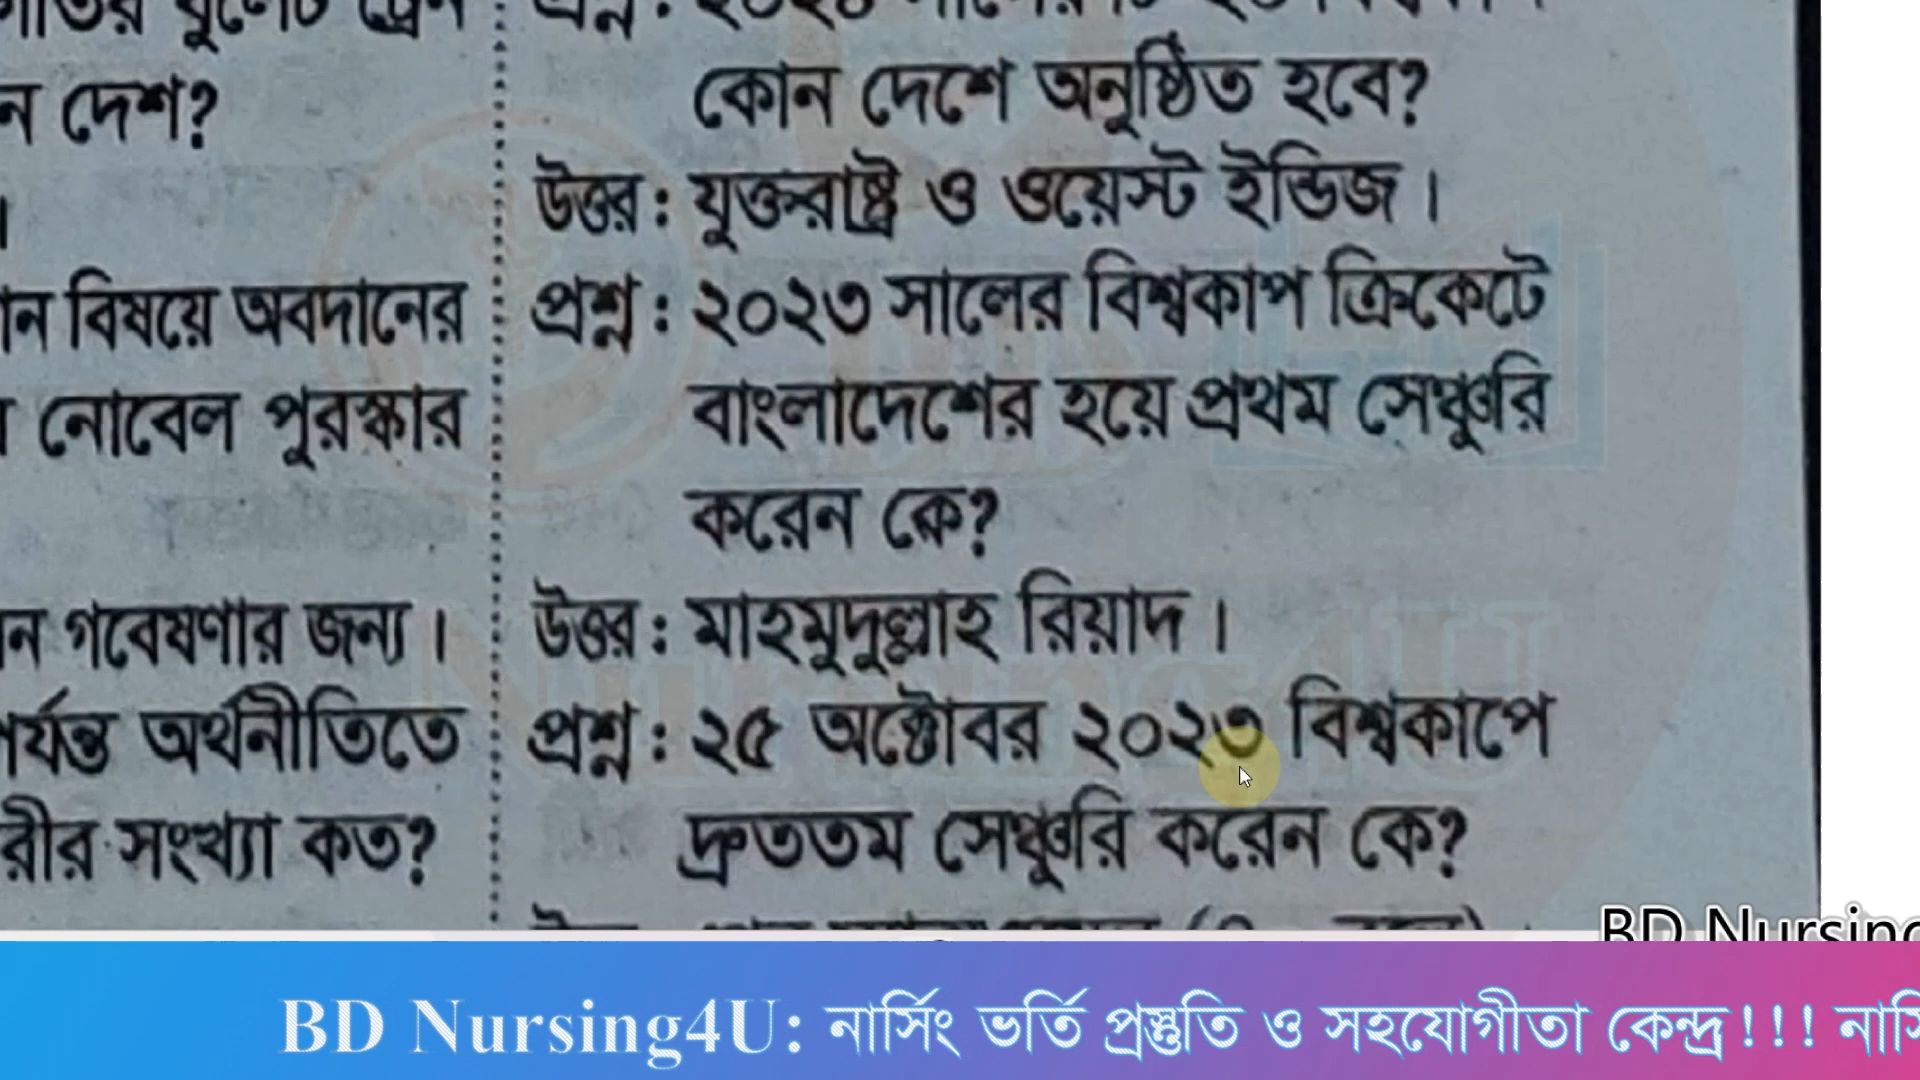 ন দেশ?
ন বিষয়ে অবদানের
নোবেল পুরস্কার
ন গবেষণার জন্য।
পর্যন্ত অর্থনীতিতে
রীর সংখ্যা কত?
কোন দেশে অনুষ্ঠিত হবে?
উত্তর : যুক্তরাষ্ট্র ও ওয়েস্ট ইন্ডিজ।
প্রশ্ন : ২০২৩ সালের বিশ্বকাপ ক্রিকেটে
বাংলাদেশের হয়ে প্রথম সেঞ্চুরি
করেন কে?
উত্তর : মাহমুদুল্লাহ রিয়াদ।
প্রশ্ন : ২৫ অক্টোবর ২০২৩ বিশ্বকাপে
দ্রুততম সেঞ্চুরি করেন কে?
BD Nursing
BD Nursing4U: নার্সিং ভর্তি প্রস্তুতি ও সহযোগীতা কেন্দ্র!!! নার্সি